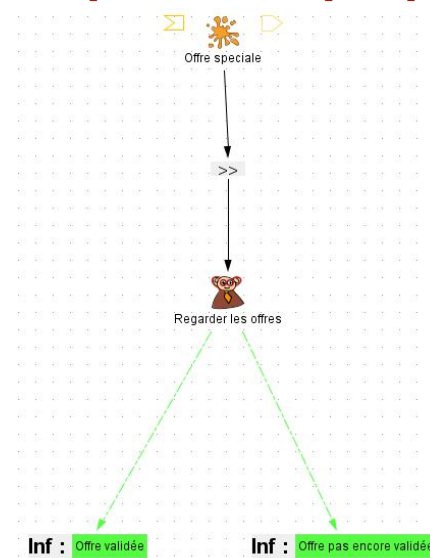 Offre speciale
>>
Regarder les offres
Inf : Offre validée
Inf : Offre pas encore validée